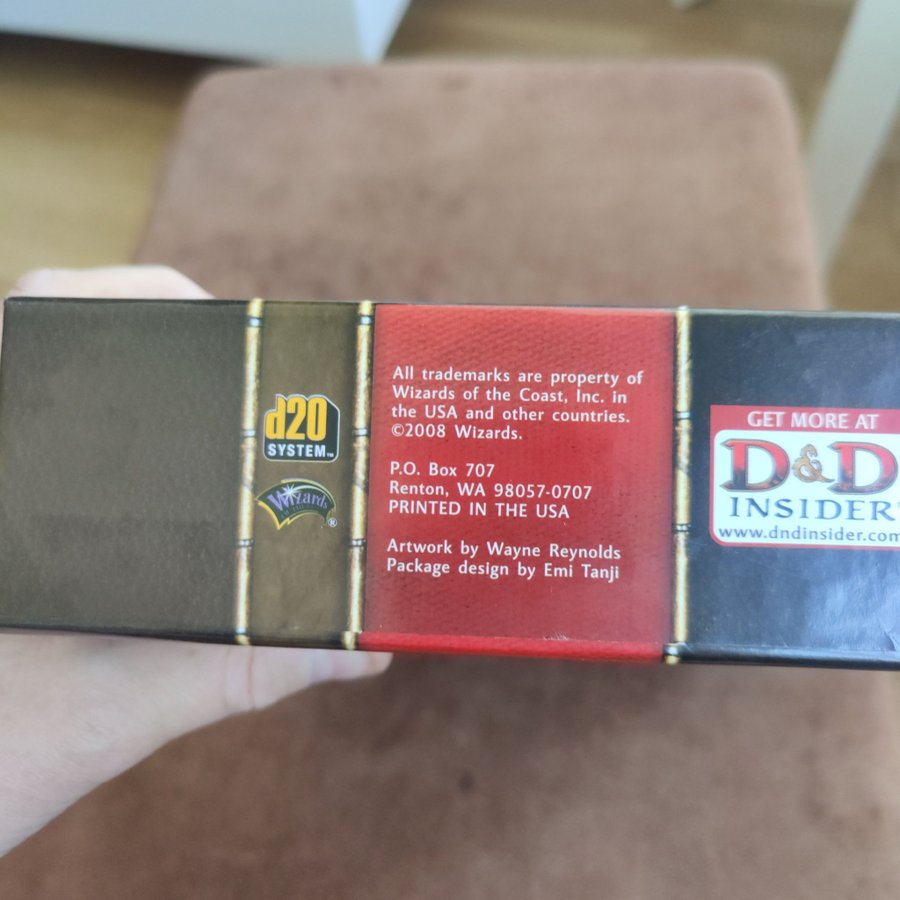 d20
SYSTEM™
Wizards
®
All trademarks are property of
Wizards of the Coast, Inc. in
the USA and other countries.
©2008 Wizards.
P.O. Box 707
Renton, WA 98057-0707
PRINTED IN THE USA
Artwork by Wayne Reynolds
Package design by Emi Tanji
GET MORE AT
D&D
INSIDER
www.dndinsider.com